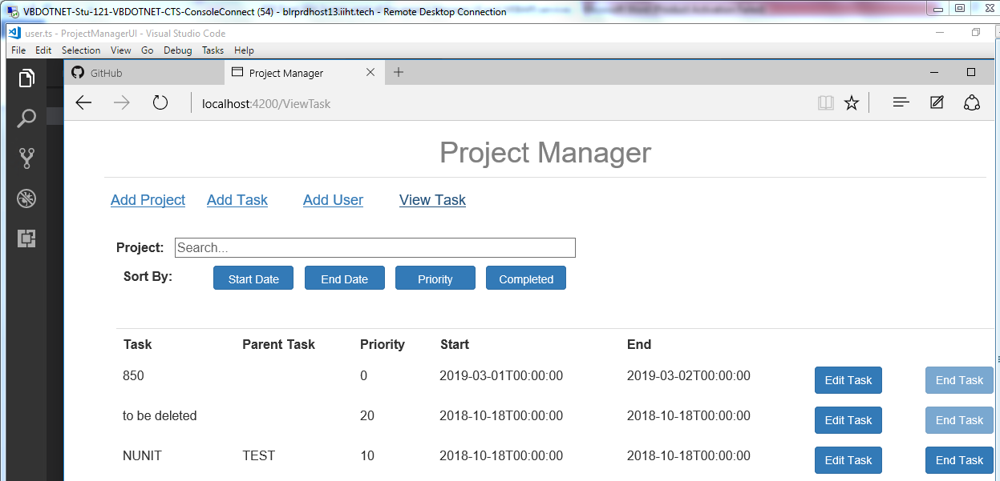 VBDOTNET-Stu-121-VBDOTNET-CTS-ConsoleConnect (54) - blrprdhost13.iiht.tech - Remote Desktop Connection
user.ts - ProjectManagerUI - Visual Studio Code
File Edit Selection View Go Debug Tasks Help
GitHub Project Manager
localhost:4200/ViewTask
Project Manager
Add Project Add Task Add User View Task
Project: Search...
Sort By: Start Date End Date Priority Completed
Task Parent Task Priority Start End
850 0 2019-03-01T00:00:00 2019-03-02T00:00:00 Edit Task End Task
to be deleted 20 2018-10-18T00:00:00 2018-10-18T00:00:00 Edit Task End Task
NUNIT TEST 10 2018-10-18T00:00:00 2018-10-18T00:00:00 Edit Task End Task